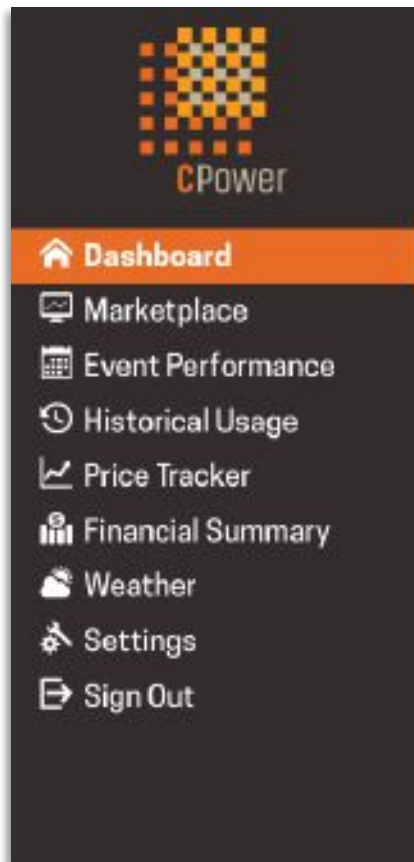 CPower
Dashboard
Marketplace
Event Performance
Historical Usage
Price Tracker
Financial Summary
Weather
Settings
Sign Out